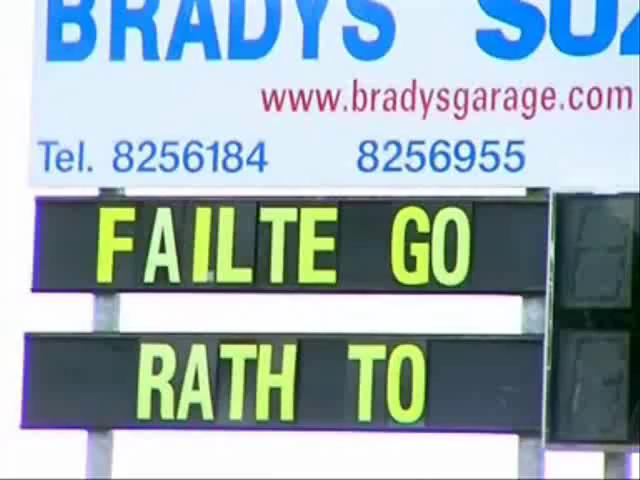 BRADYS
www.bradysgarage.com
Tel. 8256184 8256955
FAILTE GO
RATH TO